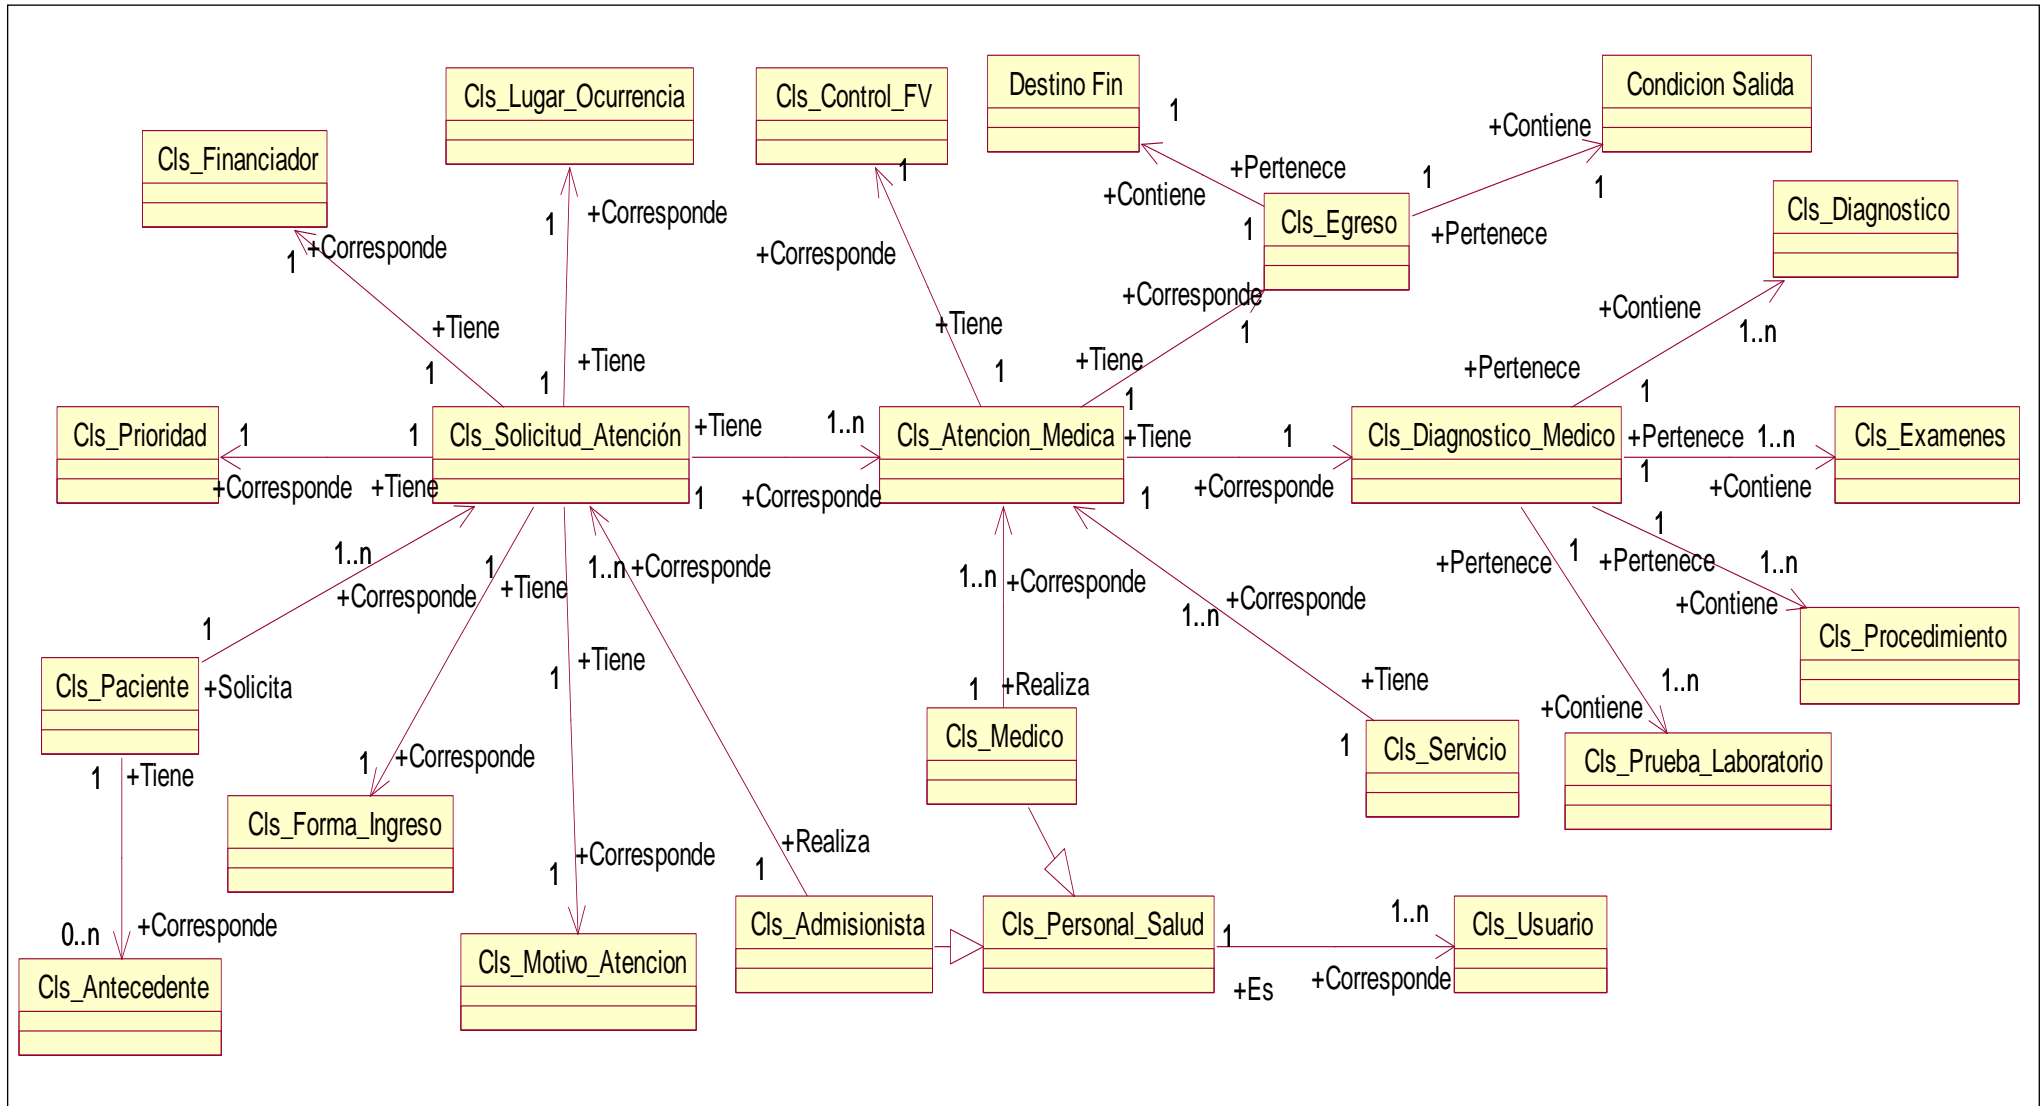 Destino Fin
Condicion Salida
Cls_Lugar_Ocurrencia
Cls_Control_FV
1
1
+Contiene
Cls_Financiador
1
+Pertenece
1
1
+Contiene
Cls_Diagnostico
1
+Corresponde
1
Cls_Egreso
+Pertenece
+Corresponde
1
+Corresponde
+Corresponde
+Contiene
+Tiene
+Tiene
1
1..n
+Tiene
+Tiene
+Pertenece
1
1
1
1
1
Cls_Prioridad
1
1
Cls_Solicitud_Atención
+Tiene
1..n
Cls_Atencion_Medica
+Tiene
1
Cls_Diagnostico_Medico
+Pertenece
1..n
Cls_Examenes
+Corresponde
+Tiene
1
+Corresponde
1
+Corresponde
1
+Contiene
1..n
1
1..n
+Corresponde
1..n
+Corresponde
+Pertenece
1
1
+Pertenece
1..n
+Corresponde
+Tiene
+Corresponde
1..n
+Contiene
1
+Tiene
Cls_Procedimiento
Cls_Paciente
+Solicita
1
1
+Realiza
+Tiene
1..n
+Contiene
Cls_Medico
1
Cls_Servicio
Cls_Prueba_Laboratorio
1
+Tiene
1
+Corresponde
Cls_Forma_Ingreso
+Corresponde
1
+Realiza
1
0..n
+Corresponde
Cls_Admisionista
Cls_Personal_Salud
1
1..n
Cls_Usuario
Cls_Motivo_Atencion
+Es
+Corresponde
Cls_Antecedente